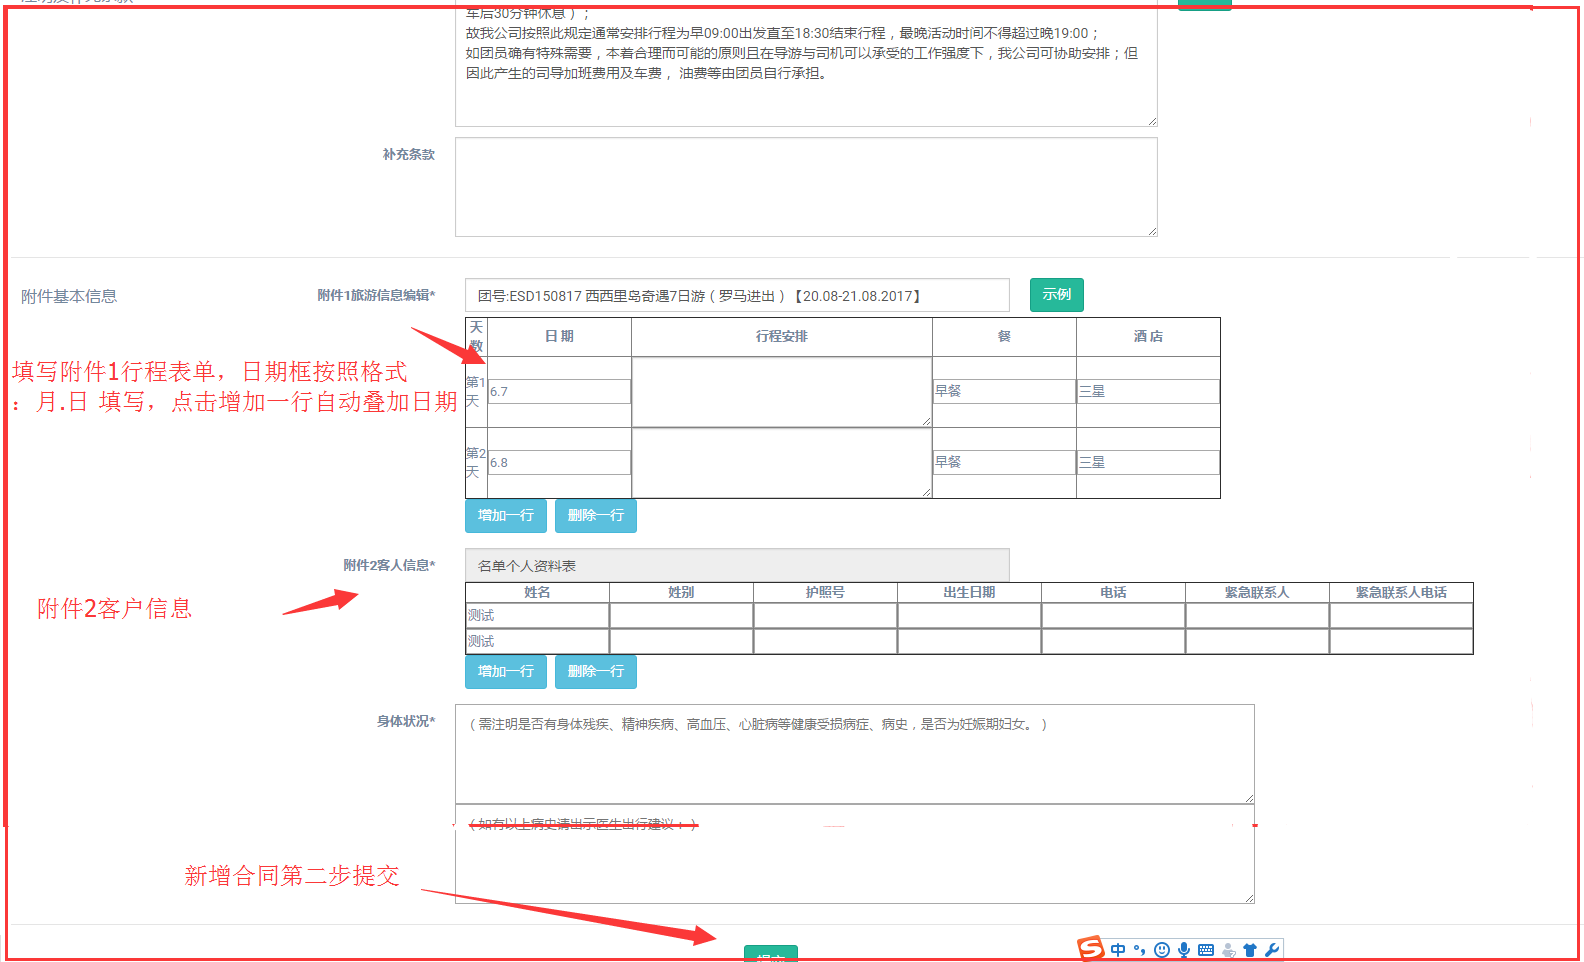 车后30分钟休息）；
故我公司按照此规定通常安排行程为早09:00出发直至18:30结束行程，最晚活动时间不得超过晚19:00；
如团员确有特殊需要，本着合理而可能的原则且在导游与司机可以承受的工作强度下，我公司可协助安排；但
因此产生的司导加班费用及车费， 油费等由团员自行承担。
补充条款
附件基本信息
附件1旅游信息编辑*
团号:ESD150817 西西里岛奇遇7日游（罗马进出）【20.08-21.08.2017】
示例
天数 日 期 行程安排 餐 酒 店
填写附件1行程表单，日期框按照格式
：月.日 填写，点击增加一行自动叠加日期
第1天 6.7 早餐 三星
第2天 6.8 早餐 三星
增加一行 删除一行
附件2客人信息*
名单个人资料表
附件2客户信息
姓名 姓别 护照号 出生日期 电话 紧急联系人 紧急联系人电话
测试
测试
增加一行 删除一行
身体状况*
（需注明是否有身体残疾、精神疾病、高血压、心脏病等健康受损病症、病史，是否为妊娠期妇女。）
（如有以上病史请出示医生出行建议：）
新增合同第二步提交
中